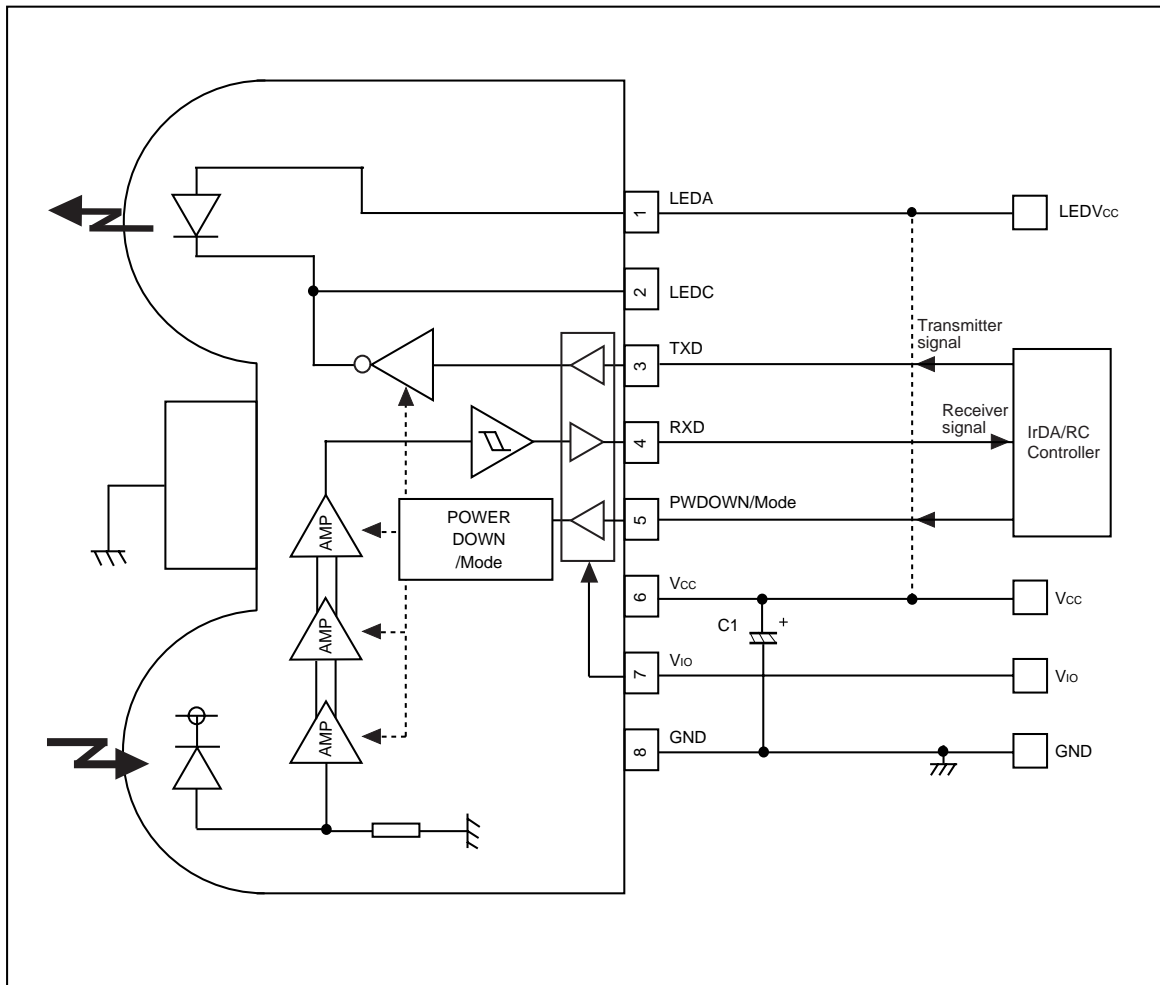 1
LEDA
LEDVcc
2
LEDC
Transmitter
signal
3
TXD
Receiver
signal
4
RXD
IrDA/RC
Controller
5
PWDOWN/Mode
POWER
DOWN
/Mode
AMP
AMP
AMP
6
Vcc
Vcc
C1
+
7
VIO
VIO
8
GND
GND